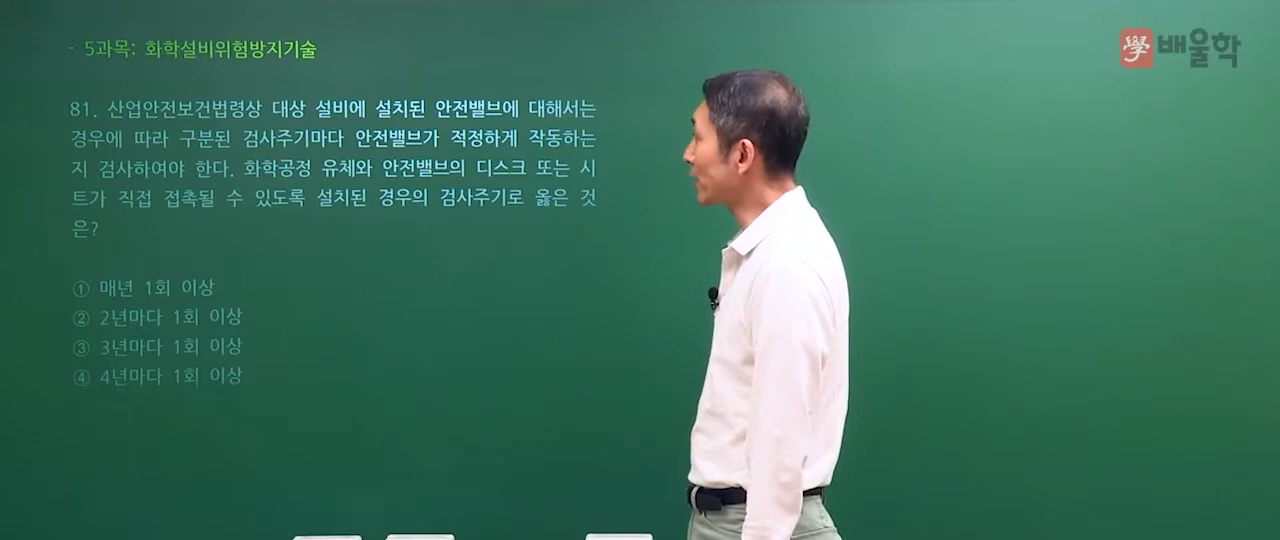 - 5과목: 화학설비위험방지기술
學 배울학
81. 산업안전보건법령상 대상 설비에 설치된 안전밸브에 대해서는
경우에 따라 구분된 검사주기마다 안전밸브가 적정하게 작동하는
지 검사하여야 한다. 화학공정 유체와 안전밸브의 디스크 또는 시
트가 직접 접촉될 수 있도록 설치된 경우의 검사주기로 옳은 것
은?
① 매년 1회 이상
② 2년마다 1회 이상
③ 3년마다 1회 이상
④ 4년마다 1회 이상